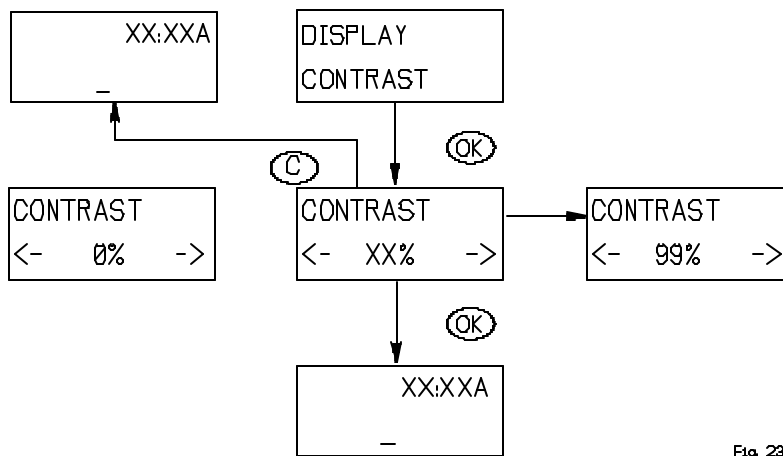 XX:XXA
_
DISPLAY
CONTRAST
OK
C
CONTRAST
<- 0% ->
CONTRAST
<- XX% ->
CONTRAST
<- 99% ->
OK
XX:XXA
_
Fig. 23